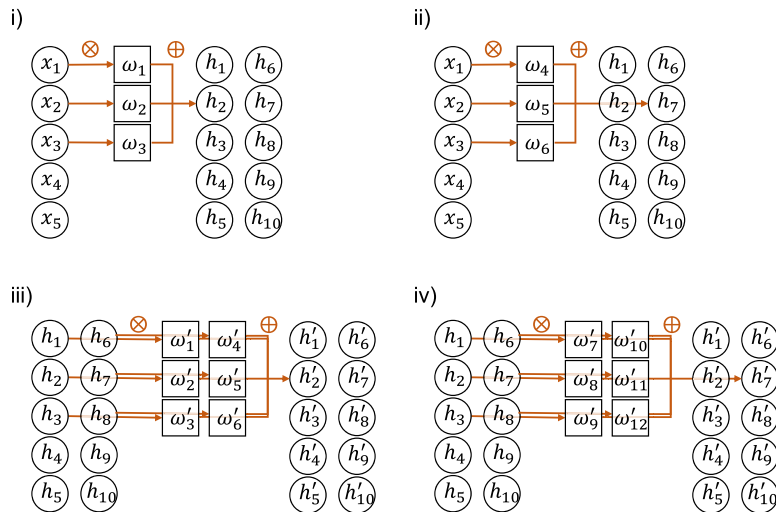 i) ii)
⊗ ⊕ ⊗ ⊕
x₁ ω₁ h₁ h₆ x₁ ω₄ h₁ h₆
x₂ ω₂ h₂ h₇ x₂ ω₅ h₂ h₇
x₃ ω₃ h₃ h₈ x₃ ω₆ h₃ h₈
x₄ h₄ h₉ x₄ h₄ h₉
x₅ h₅ h₁₀ x₅ h₅ h₁₀
iii) iv)
⊗ ⊕ ⊗ ⊕
h₁ h₆ ω′₁ ω′₄ h′₁ h′₆ h₁ h₆ ω′₇ ω′₁₀ h′₁ h′₆
h₂ h₇ ω′₂ ω′₅ h′₂ h′₇ h₂ h₇ ω′₈ ω′₁₁ h′₂ h′₇
h₃ h₈ ω′₃ ω′₆ h′₃ h′₈ h₃ h₈ ω′₉ ω′₁₂ h′₃ h′₈
h₄ h₉ h′₄ h′₉ h₄ h₉ h′₄ h′₉
h₅ h₁₀ h′₅ h′₁₀ h₅ h₁₀ h′₅ h′₁₀